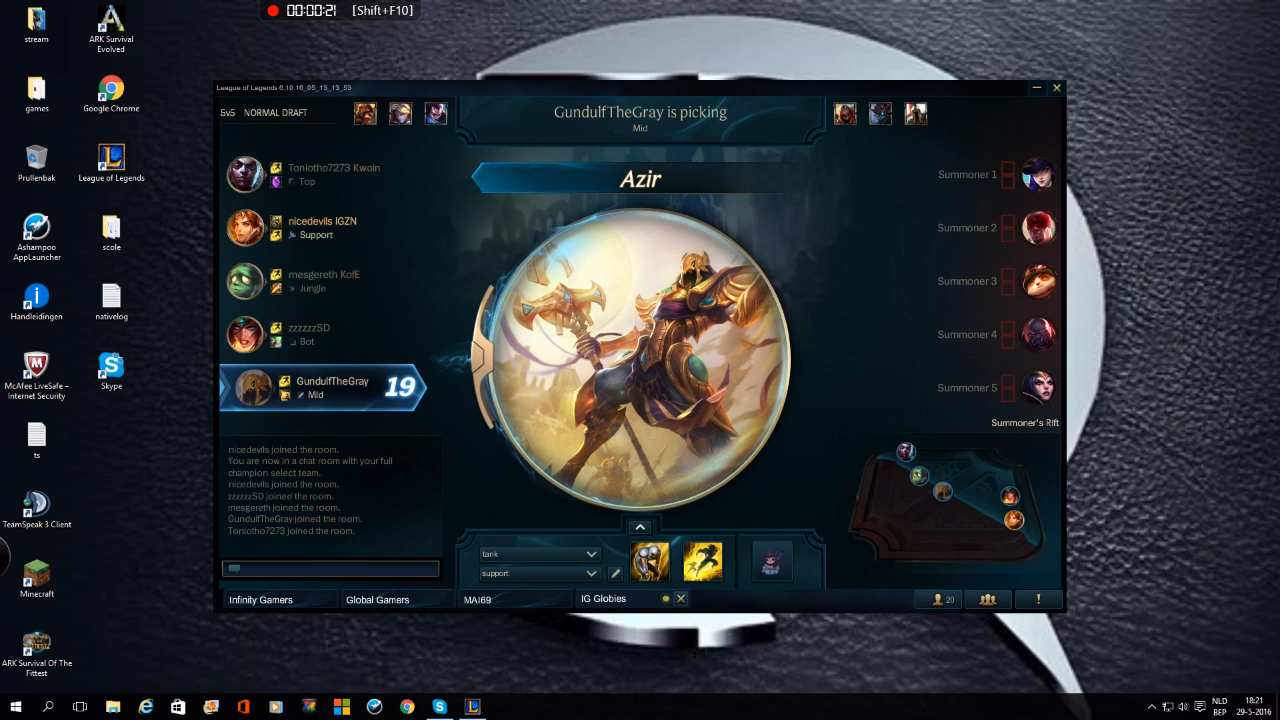 00:00:21 [Shift+F10]
stream
ARK Survival
Evolved
games
Google Chrome
Prullenbak
League of Legends
Ashampoo
AppLauncher
scole
Handleidingen
nativelog
McAfee LiveSafe –
Internet Security
Skype
ts
TeamSpeak 3 Client
Minecraft
ARK Survival Of The
Fittest
League of Legends 6.10.16_05_13_13_53
5v5 NORMAL DRAFT
GundulfTheGray is picking
Mid
Azir
Toniotho7273 Kwoin
Top
nicedevils IGZN
Support
mesgereth KofE
Jungle
zzzzzzSD
Bot
GundulfTheGray
Mid
19
Summoner 1
Summoner 2
Summoner 3
Summoner 4
Summoner 5
Summoner's Rift
nicedevils joined the room.
You are now in a chat room with your full
champion select team.
nicedevils joined the room.
zzzzzzSD joined the room.
mesgereth joined the room.
GundulfTheGray joined the room.
Toniotho7273 joined the room.
tank
support
Infinity Gamers
Global Gamers
MAI69
IG Globies
20
NLD
BEP
18:21
29-5-2016